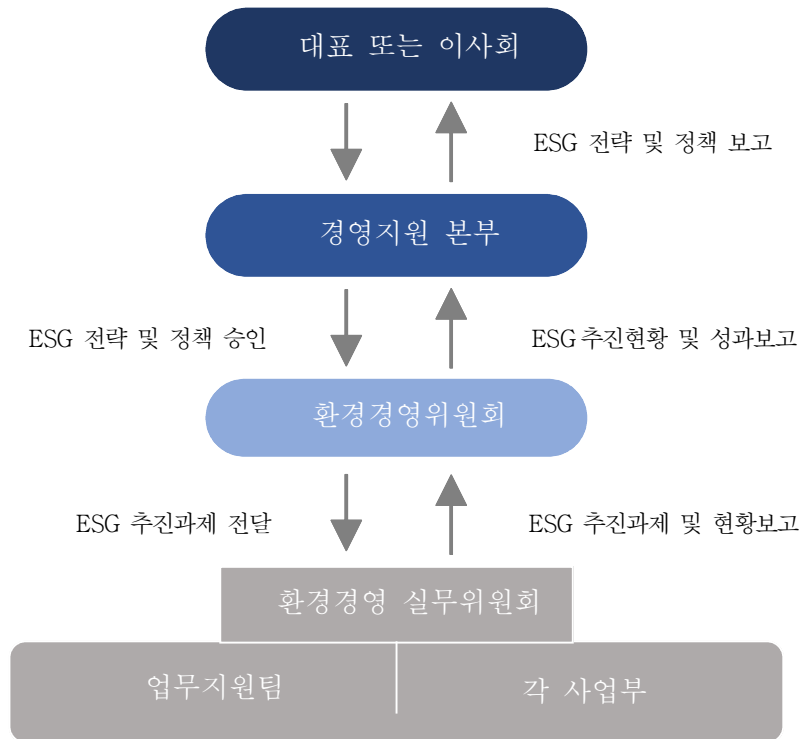 대표 또는 이사회
ESG 전략 및 정책 보고
경영지원 본부
ESG 전략 및 정책 승인
ESG 추진현황 및 성과보고
환경경영위원회
ESG 추진과제 전달
ESG 추진과제 및 현황보고
환경경영 실무위원회
업무지원팀
각 사업부